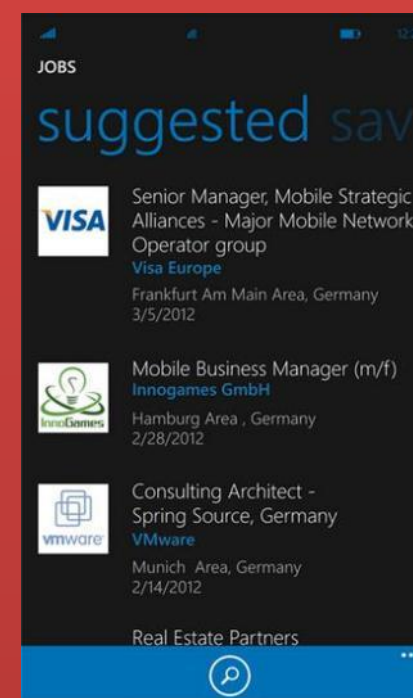 JOBS
suggested sav
VISA
Senior Manager, Mobile Strategic
Alliances - Major Mobile Network
Operator group
Visa Europe
Frankfurt Am Main Area, Germany
3/5/2012
InnoGames
Mobile Business Manager (m/f)
Innogames GmbH
Hamburg Area , Germany
2/28/2012
vmware
Consulting Architect -
Spring Source, Germany
VMware
Munich Area, Germany
2/14/2012
Real Estate Partners